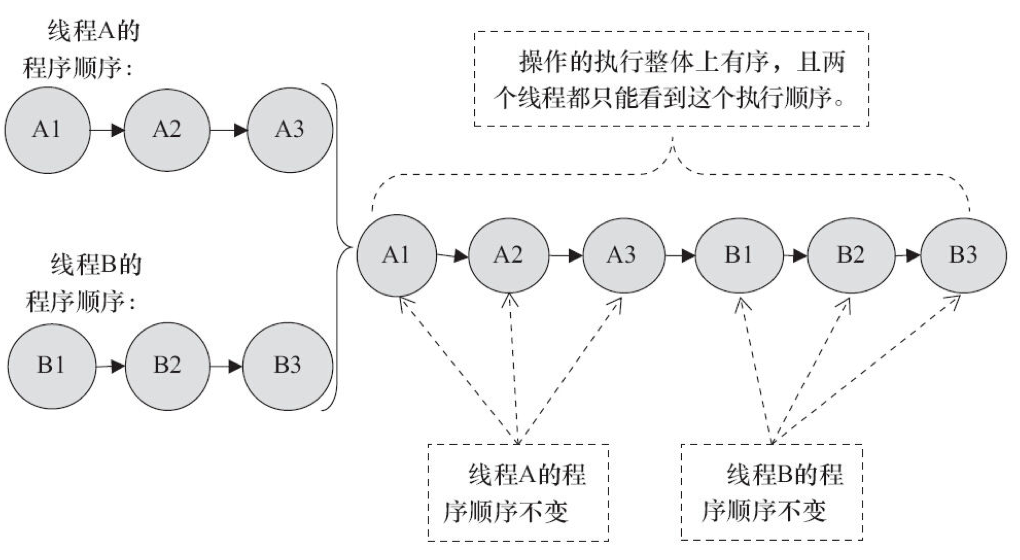 线程A的
程序顺序：
A1 A2 A3
线程B的
程序顺序：
B1 B2 B3
操作的执行整体上有序，且两
个线程都只能看到这个执行顺序。
A1 A2 A3 B1 B2 B3
线程A的程
序顺序不变
线程B的程
序顺序不变